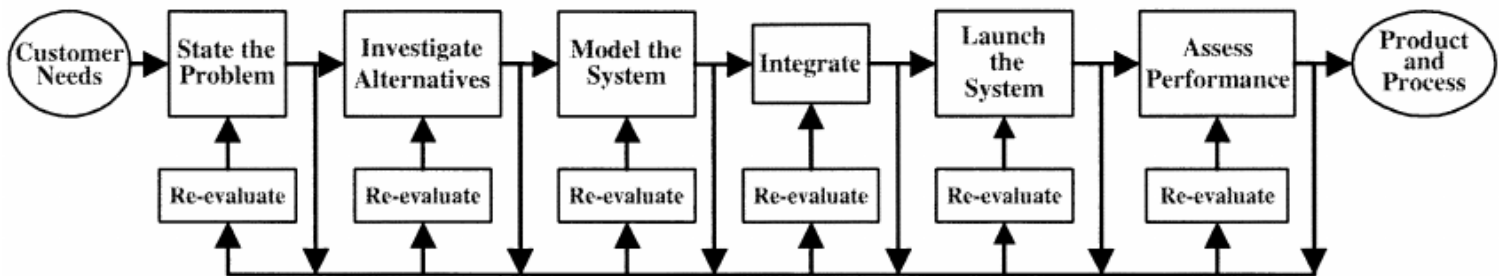 Customer
Needs
State the
Problem
Investigate
Alternatives
Model the
System
Integrate
Launch
the
System
Assess
Performance
Product
and
Process
Re-evaluate
Re-evaluate
Re-evaluate
Re-evaluate
Re-evaluate
Re-evaluate